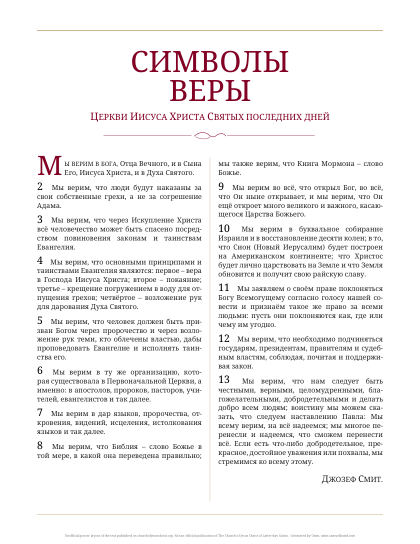 СИМВОЛЫ
ВЕРЫ
Церкви Иисуса Христа Святых последних дней
Мы верим в Бога, Отца Вечного, и в Сына
Его, Иисуса Христа, и в Духа Святого.
2 Мы верим, что люди будут наказаны за
свои собственные грехи, а не за согрешение
Адама.
3 Мы верим, что через Искупление Христа
всё человечество может быть спасено посред-
ством повиновения законам и таинствам
Евангелия.
4 Мы верим, что основными принципами и
таинствами Евангелия являются: первое – вера
в Господа Иисуса Христа; второе – покаяние;
третье – крещение погружением в воду для от-
пущения грехов; четвёртое – возложение рук
для дарования Духа Святого.
5 Мы верим, что человек должен быть при-
зван Богом через пророчество и через возло-
жение рук теми, кто облечены властью, дабы
проповедовать Евангелие и исполнять таин-
ства его.
6 Мы верим в ту же организацию, кото-
рая существовала в Первоначальной Церкви, а
именно: в апостолов, пророков, пасторов, учи-
телей, евангелистов и так далее.
7 Мы верим в дар языков, пророчества, от-
кровения, видений, исцеления, истолкования
языков и так далее.
8 Мы верим, что Библия – слово Божье в
той мере, в какой она переведена правильно;
мы также верим, что Книга Мормона – слово
Божье.
9 Мы верим во всё, что открыл Бог, во всё,
что Он ныне открывает, и мы верим, что Он
ещё откроет много великого и важного, касаю-
щегося Царства Божьего.
10 Мы верим в буквальное собирание
Израиля и в восстановление десяти колен; в то,
что Сион (Новый Иерусалим) будет построен
на Американском континенте; что Христос
будет лично царствовать на Земле и что Земля
обновится и получит свою райскую славу.
11 Мы заявляем о своём праве поклоняться
Богу Всемогущему согласно голосу нашей со-
вести и признаём такое же право за всеми
людьми: пусть они поклоняются как, где или
чему им угодно.
12 Мы верим, что необходимо подчиняться
государям, президентам, правителям и судеб-
ным властям, соблюдая, почитая и поддержи-
вая закон.
13 Мы верим, что нам следует быть
честными, верными, целомудренными, бла-
гожелательными, добродетельными и делать
добро всем людям; воистину мы можем ска-
зать, что следуем наставлению Павла: Мы
всему верим, на всё надеемся; мы многое пе-
ренесли и надеемся, что сможем перенести
всё. Если есть что-либо добродетельное, пре-
красное, достойное уважения или похвалы, мы
стремимся ко всему этому.
Джозеф Смит.